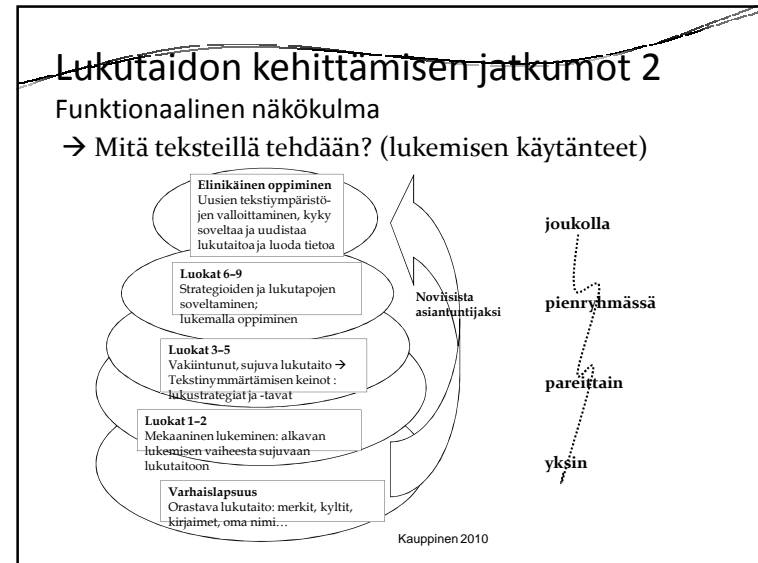 Lukutaidon kehittämisen jatkumot 2
Funktionaalinen näkökulma
→ Mitä teksteillä tehdään? (lukemisen käytänteet)
Elinikäinen oppiminen
Uusien tekstiympäristö-
jen valloittaminen, kyky
soveltaa ja uudistaa
lukutaitoa ja luoda tietoa
Luokat 6–9
Strategioiden ja lukutapojen
soveltaminen;
lukemalla oppiminen
Luokat 3–5
Vakiintunut, sujuva lukutaito →
Tekstinymmärtämisen keinot :
lukustrategiat ja -tavat
Luokat 1–2
Mekaaninen lukeminen: alkavan
lukemisen vaiheesta sujuvaan
lukutaitoon
Varhaislapsuus
Orastava lukutaito: merkit, kyltit,
kirjaimet, oma nimi…
Noviisista
asiantuntijaksi
joukolla
pienryhmässä
pareittain
yksin
Kauppinen 2010